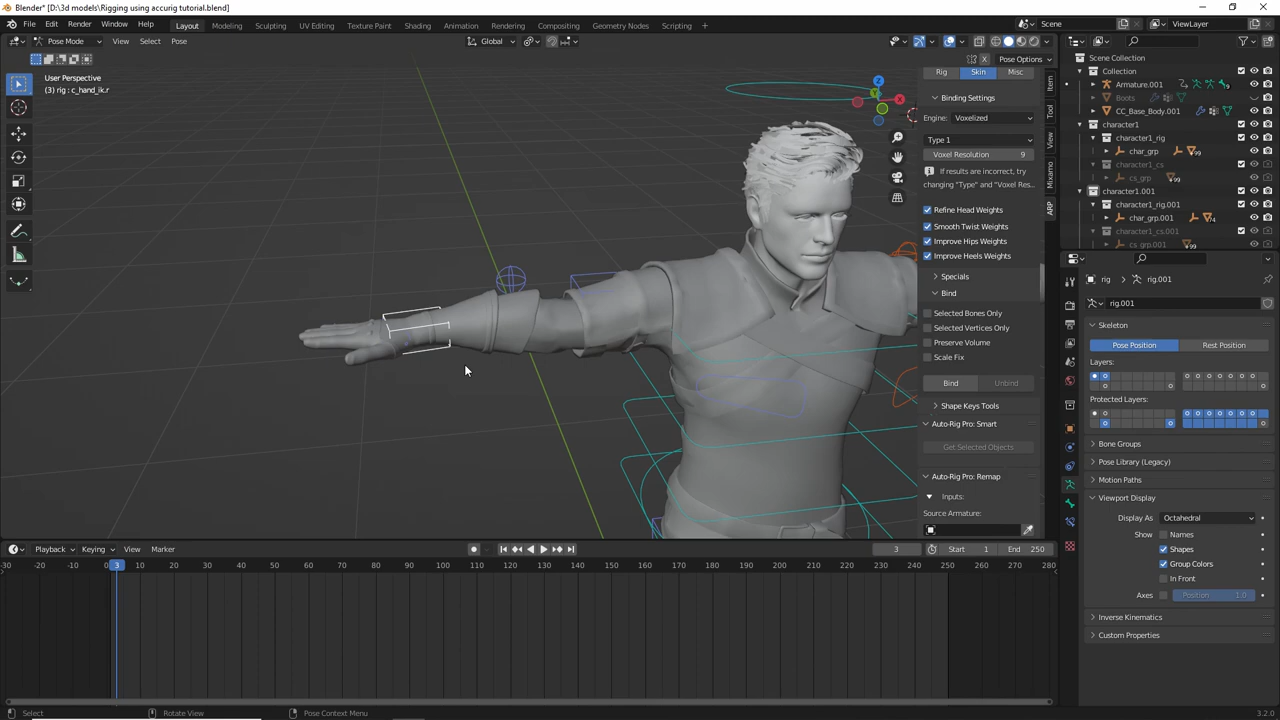 Blender* [D:\3d models\Rigging using accurig tutorial.blend]
File Edit Render Window Help Layout Modeling Sculpting UV Editing Texture Paint Shading Animation Rendering Compositing Geometry Nodes Scripting + Scene ViewLayer
Pose Mode View Select Pose Global
X Pose Options
User Perspective
(3) rig : c_hand_ik.r
Z
X
Rig Skin Misc
Binding Settings
Engine: Voxelized
Type 1
Voxel Resolution 9
If results are incorrect, try
changing "Type" and "Voxel Res...
Refine Head Weights
Smooth Twist Weights
Improve Hips Weights
Improve Heels Weights
Specials
Bind
Selected Bones Only
Selected Vertices Only
Preserve Volume
Scale Fix
Bind Unbind
Shape Keys Tools
Auto-Rig Pro: Smart
Get Selected Objects
Auto-Rig Pro: Remap
Inputs:
Source Armature:
Item
Tool
View
Mixamo
ARP
Scene Collection
Collection
Armature.001
Boots
CC_Base_Body.001
character1
character1_rig
char_grp
character1_cs
cs_grp
character1.001
character1_rig.001
char_grp.001
character1_cs.001
cs_grp.001
rig rig.001
rig.001
Skeleton
Pose Position Rest Position
Layers:
Protected Layers:
Bone Groups
Pose Library (Legacy)
Motion Paths
Viewport Display
Display As Octahedral
Show Names
Shapes
Group Colors
In Front
Axes Position 1.0
Inverse Kinematics
Custom Properties
Playback Keying View Marker 3 Start 1 End 250
-30 -20 -10 0 3 10 20 30 40 50 60 70 80 90 100 110 120 130 140 150 160 170 180 190 200 210 220 230 240 250 260 270 280
Select Rotate View Pose Context Menu 3.2.0